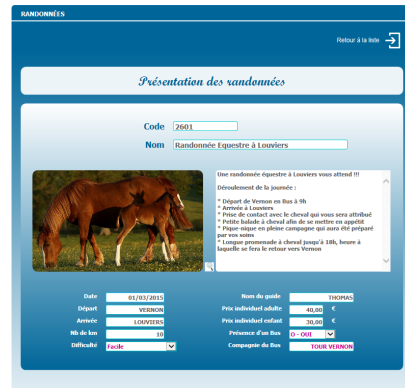 RANDONNÉES
Retour à la liste
Présentation des randonnées
Code 2601
Nom Randonnée Equestre à Louviers
Une randonnée équestre à Louviers vous attend !!!
Déroulement de la journée :
* Départ de Vernon en Bus à 9h
* Arrivée à Louviers
* Prise de contact avec le cheval qui vous sera attribué
* Petite balade à cheval afin de se mettre en appétit
* Pique-nique en pleine campagne qui aura été préparé
par vos soins
* Longue promenade à cheval jusqu'à 18h, heure à
laquelle se fera le retour vers Vernon
Date 01/03/2015
Départ VERNON
Arrivée LOUVIERS
Nb de km 10
Difficulté Facile
Nom du guide THOMAS
Prix individuel adulte 40,00 €
Prix individuel enfant 30,00 €
Présence d'un Bus O - OUI
Compagnie du Bus TOUR VERNON